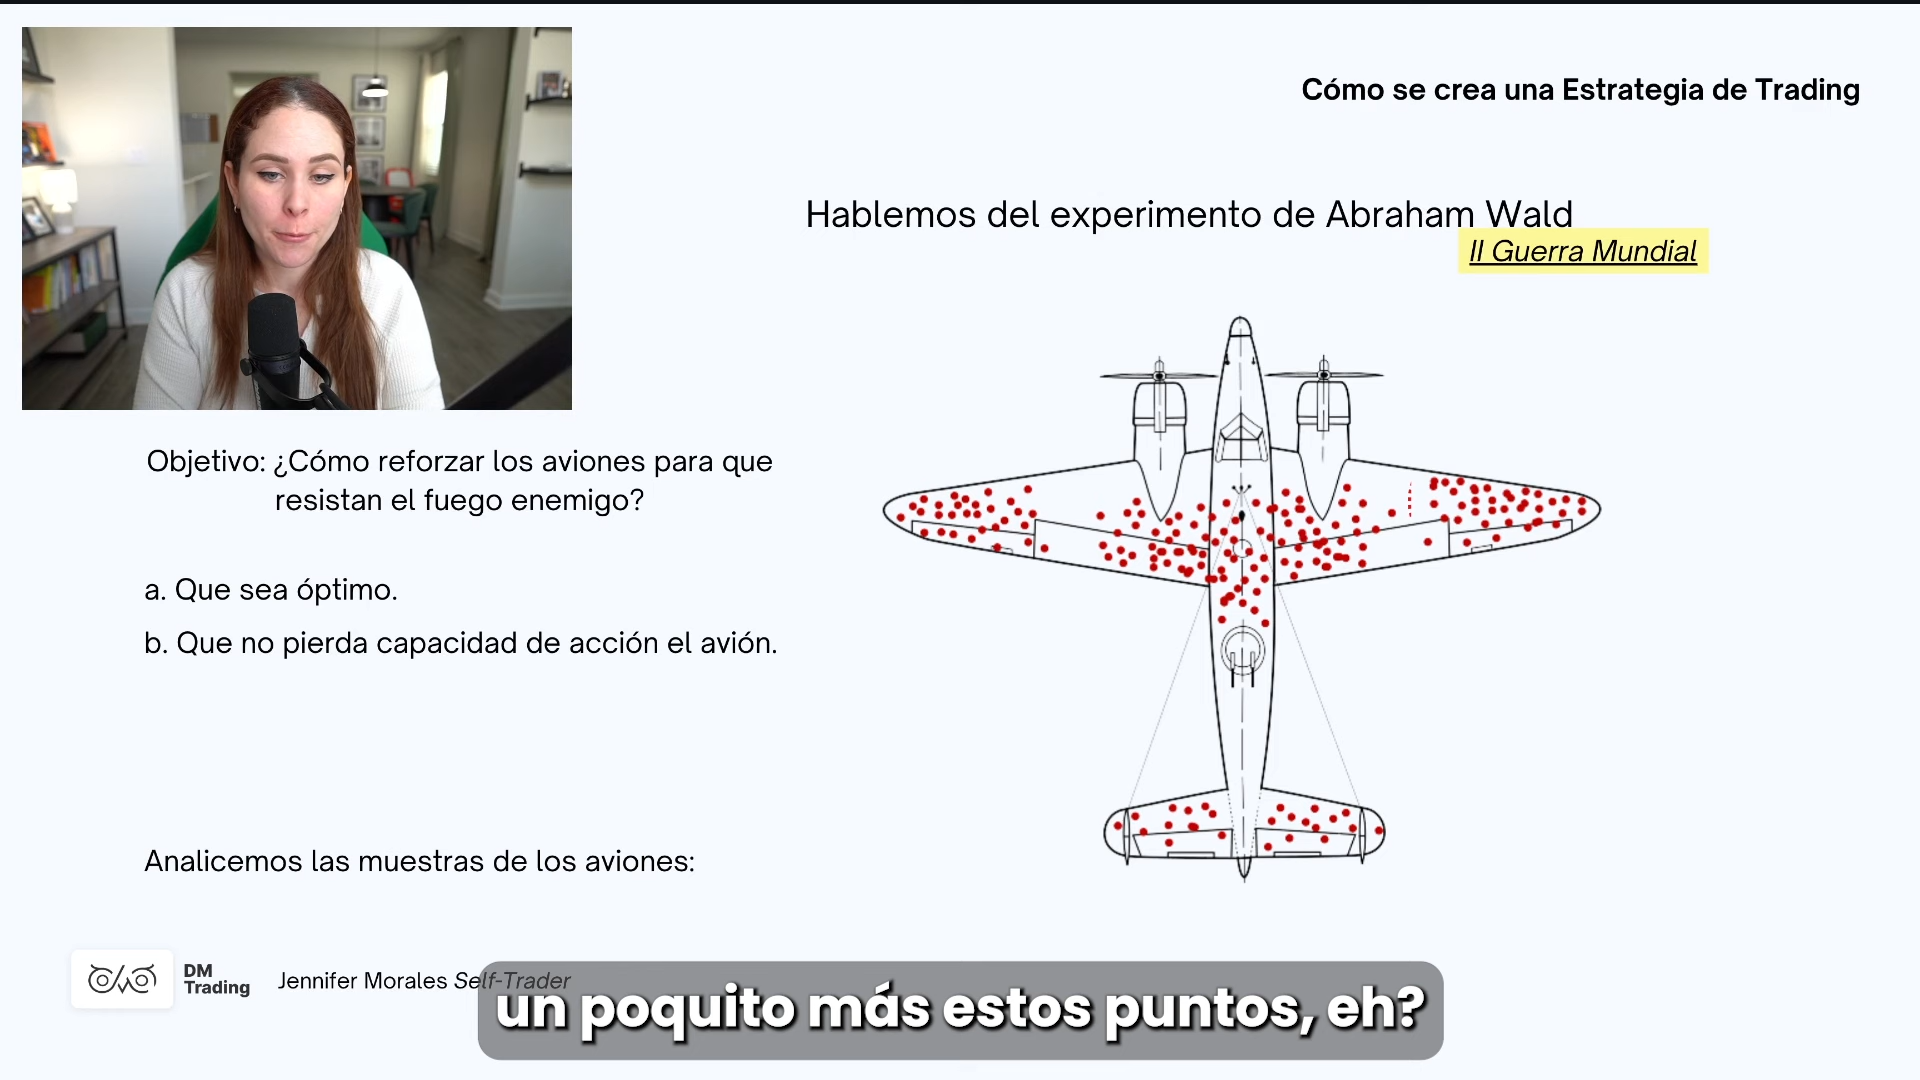 Cómo se crea una Estrategia de Trading
Hablemos del experimento de Abraham Wald
II Guerra Mundial
Objetivo: ¿Cómo reforzar los aviones para que
resistan el fuego enemigo?
a. Que sea óptimo.
b. Que no pierda capacidad de acción el avión.
Analicemos las muestras de los aviones:
DM
Trading
Jennifer Morales Self-Trader
un poquito más estos puntos, eh?